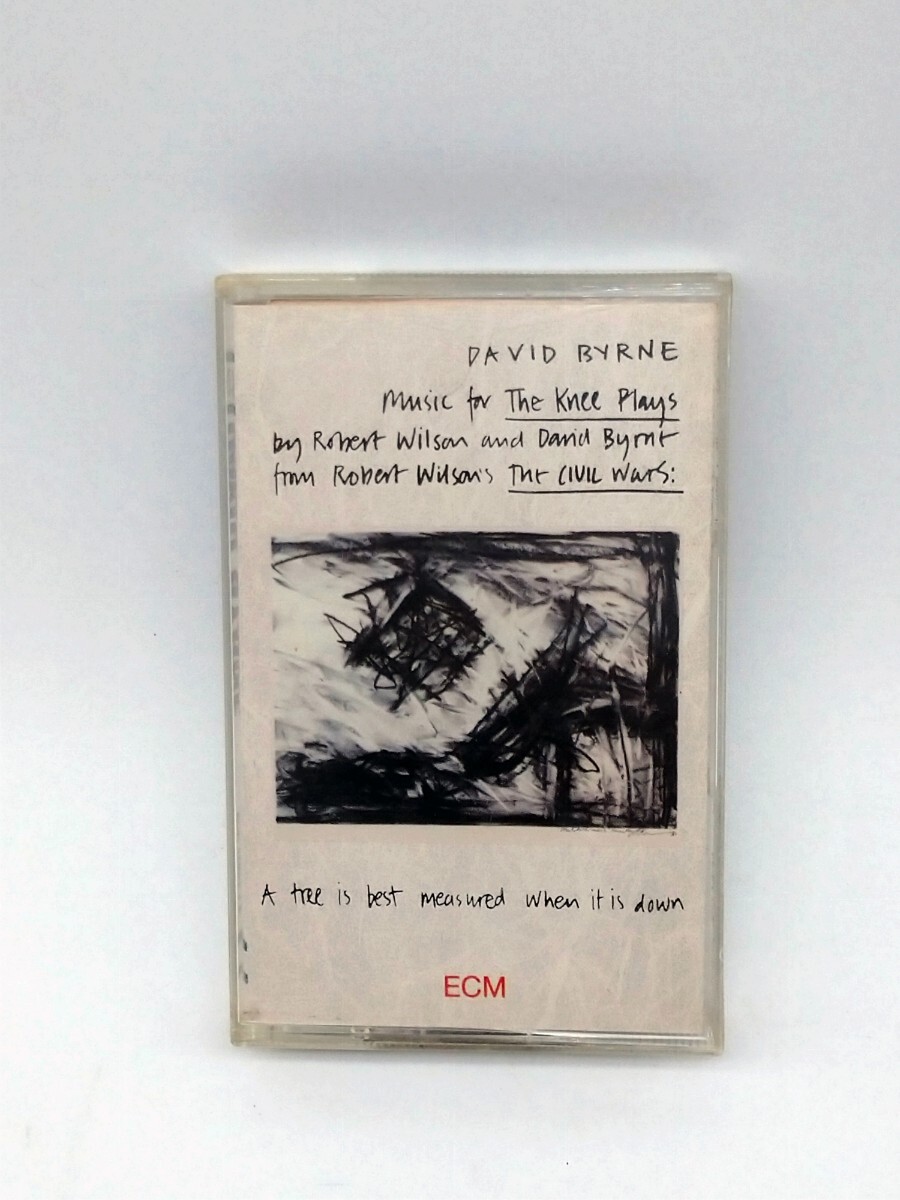 DAVID BYRNE
Music for The Knee Plays
by Robert Wilson and David Byrne
from Robert Wilson's The CIVIL WarS:
A tree is best measured when it is down
ECM